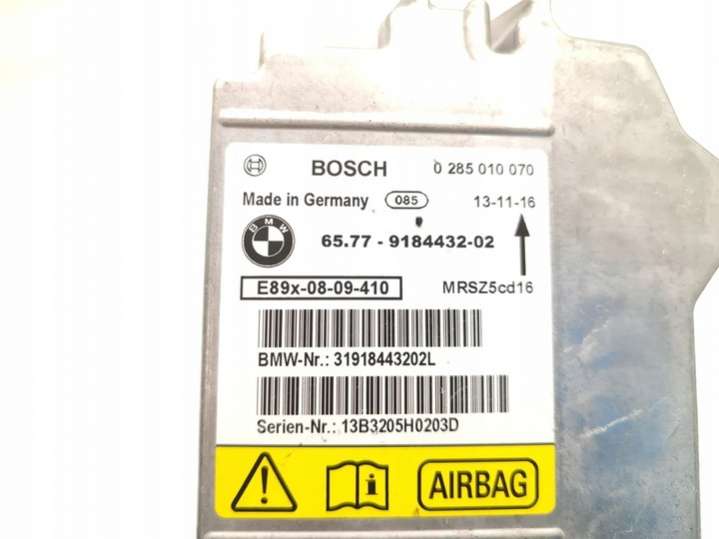 BOSCH 0 285 010 070
Made in Germany 085 13-11-16
BMW 65.77 - 9184432-02
E89x-08-09-410 MRSZ5cd16
BMW-Nr.: 31918443202L
Serien-Nr.: 13B3205H0203D
AIRBAG